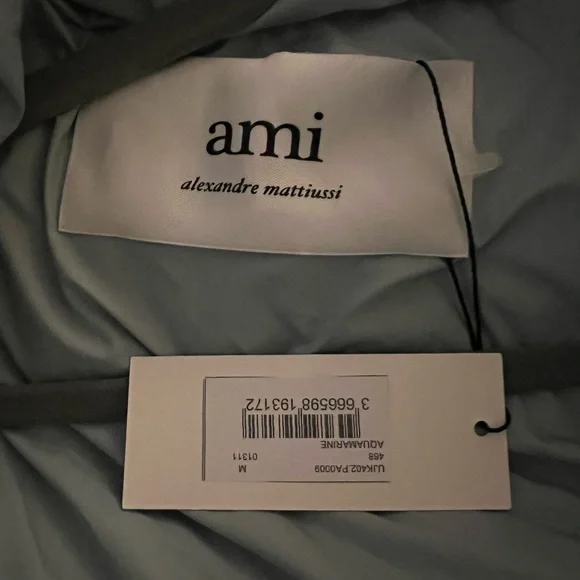 ami
alexandre mattiussi
UJK402.PA0009 M
468 01311
AQUAMARINE
3 666598 193172